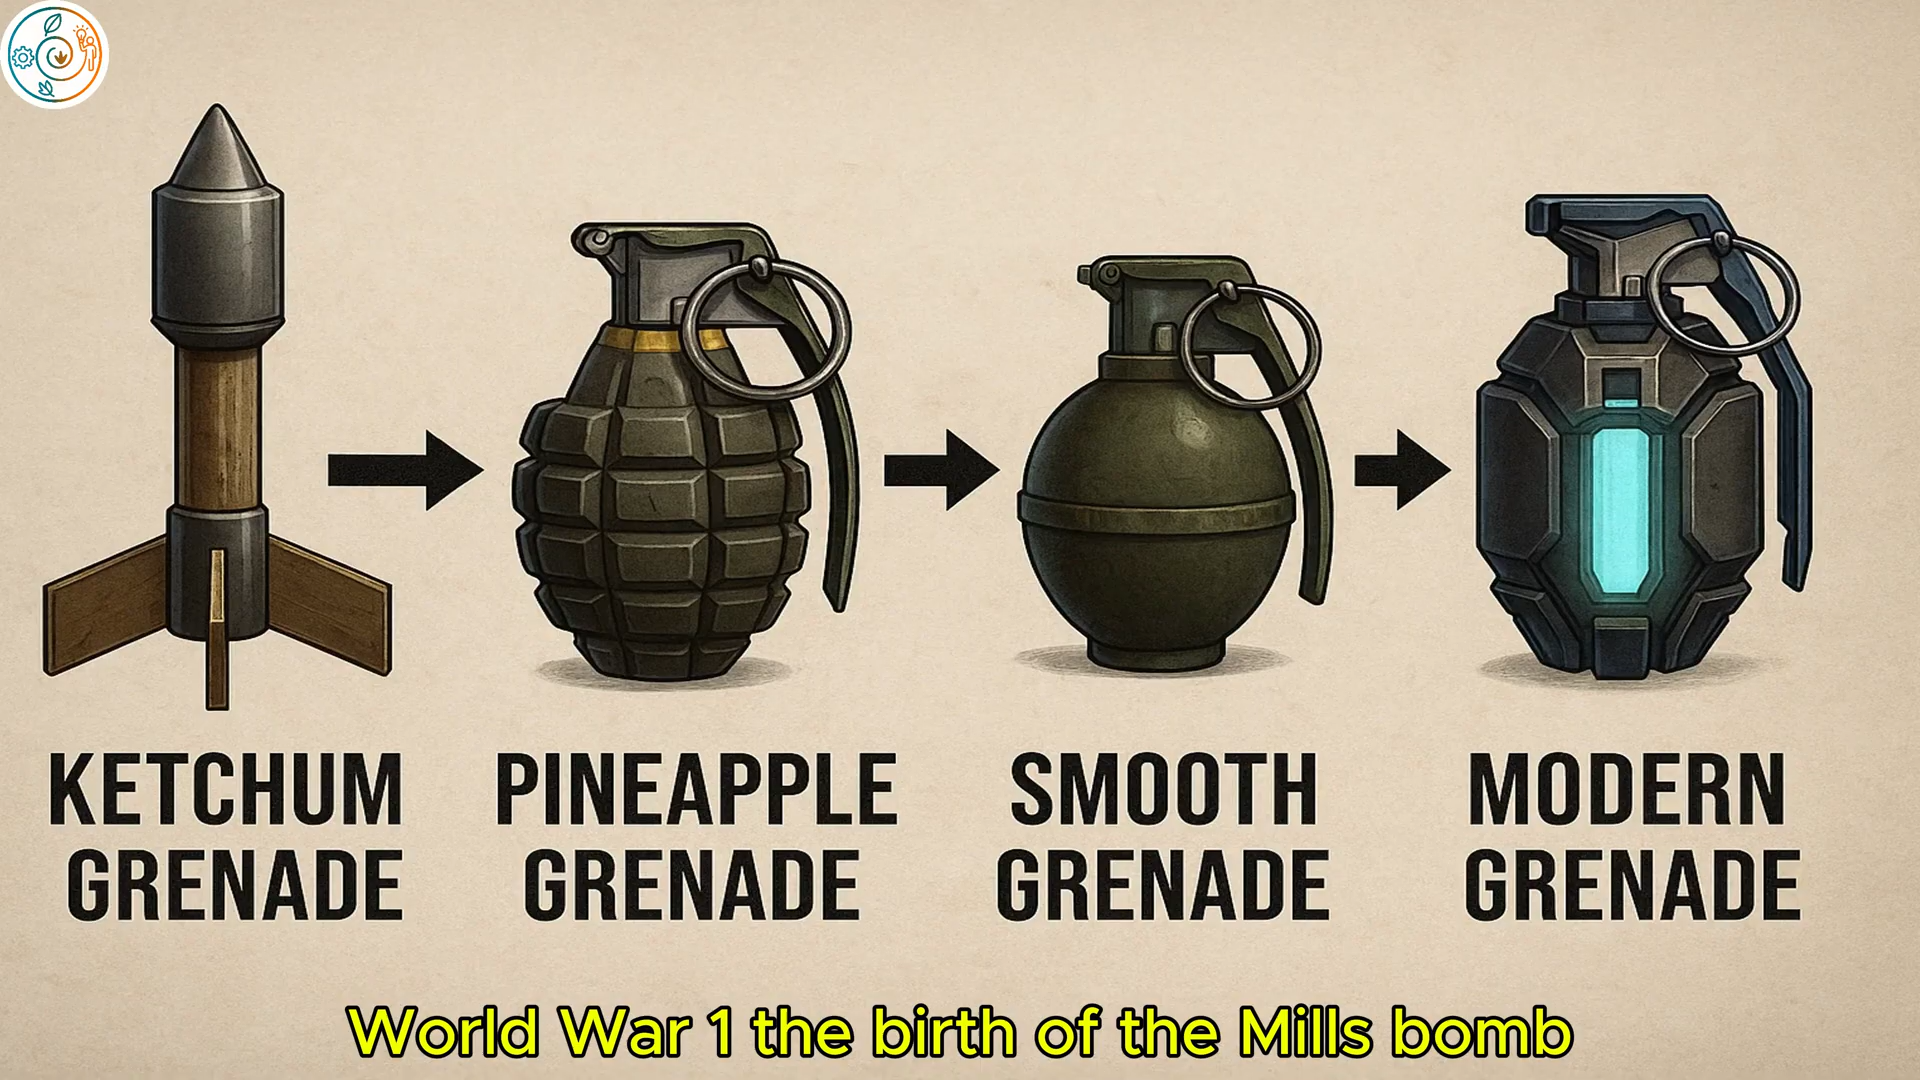 KETCHUM
GRENADE
PINEAPPLE
GRENADE
SMOOTH
GRENADE
MODERN
GRENADE
World War 1 the birth of the Mills bomb